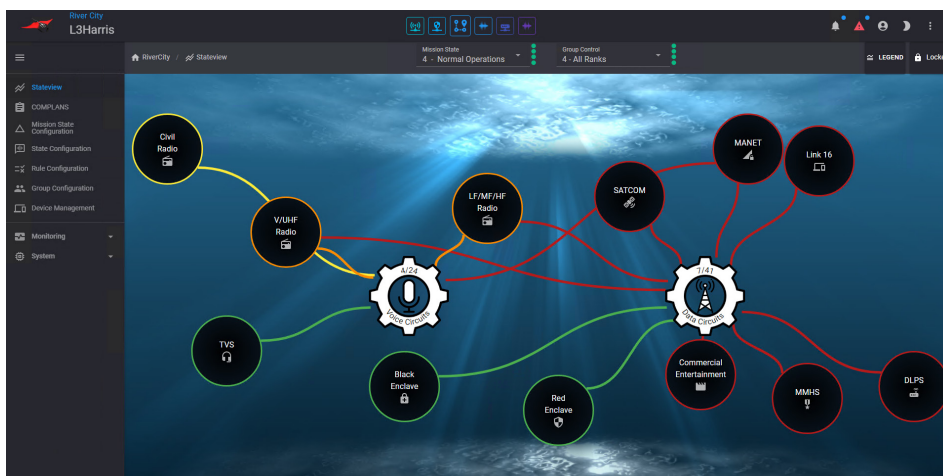 River City
L3Harris
RiverCity / Stateview
Mission State
4 - Normal Operations
Group Control
4 - All Ranks
LEGEND
Locke
Stateview
COMPLANS
Mission State
Configuration
State Configuration
Rule Configuration
Group Configuration
Device Management
Monitoring
System
Civil
Radio
V/UHF
Radio
LF/MF/HF
Radio
SATCOM
MANET
Link 16
4/24
Voice Circuits
7/41
Data Circuits
TVS
Black
Enclave
Red
Enclave
Commercial
Entertainment
MMHS
DLPS